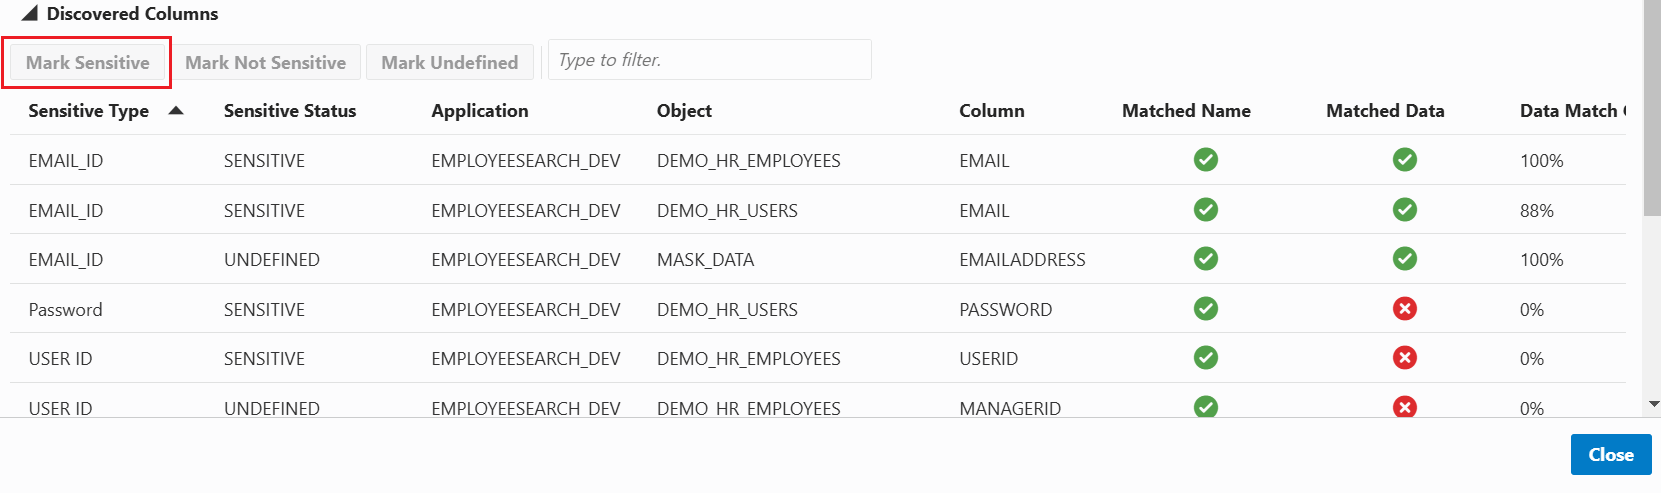 Discovered Columns
Mark Sensitive Mark Not Sensitive Mark Undefined Type to filter.
Sensitive Type Sensitive Status Application Object Column Matched Name Matched Data Data Match
EMAIL_ID SENSITIVE EMPLOYEESEARCH_DEV DEMO_HR_EMPLOYEES EMAIL 100%
EMAIL_ID SENSITIVE EMPLOYEESEARCH_DEV DEMO_HR_USERS EMAIL 88%
EMAIL_ID UNDEFINED EMPLOYEESEARCH_DEV MASK_DATA EMAILADDRESS 100%
Password SENSITIVE EMPLOYEESEARCH_DEV DEMO_HR_USERS PASSWORD 0%
USER ID SENSITIVE EMPLOYEESEARCH_DEV DEMO_HR_EMPLOYEES USERID 0%
USER ID UNDEFINED EMPLOYEESEARCH_DEV DEMO_HR_EMPLOYEES MANAGERID 0%
Close